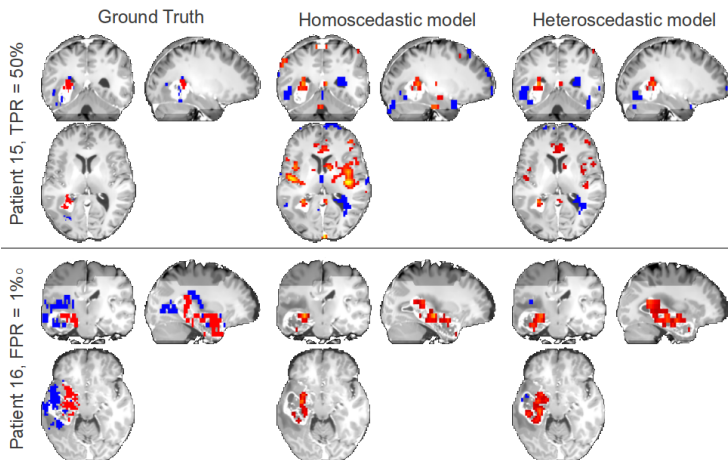 Ground Truth
Homoscedastic model
Heteroscedastic model
Patient 15, TPR = 50%
Patient 16, FPR = 1‰